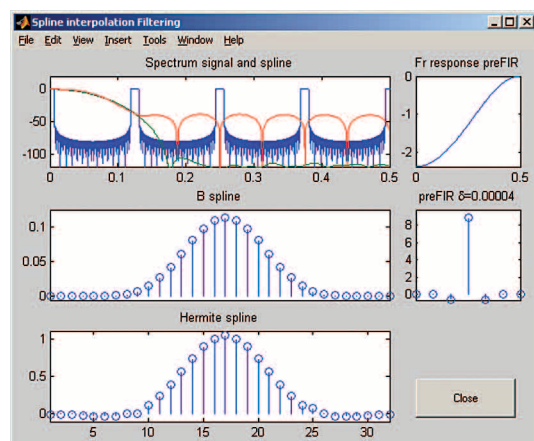 Spline interpolation Filtering
File Edit View Insert Tools Window Help
Spectrum signal and spline
0
-50
-100
0 0.1 0.2 0.3 0.4 0.5
Fr response preFIR
0
-1
-2
0 0.5
B spline
0.1
0.05
0
preFIR δ=0.00004
8
6
4
2
0
Hermite spline
1
0.5
0
5 10 15 20 25 30
Close